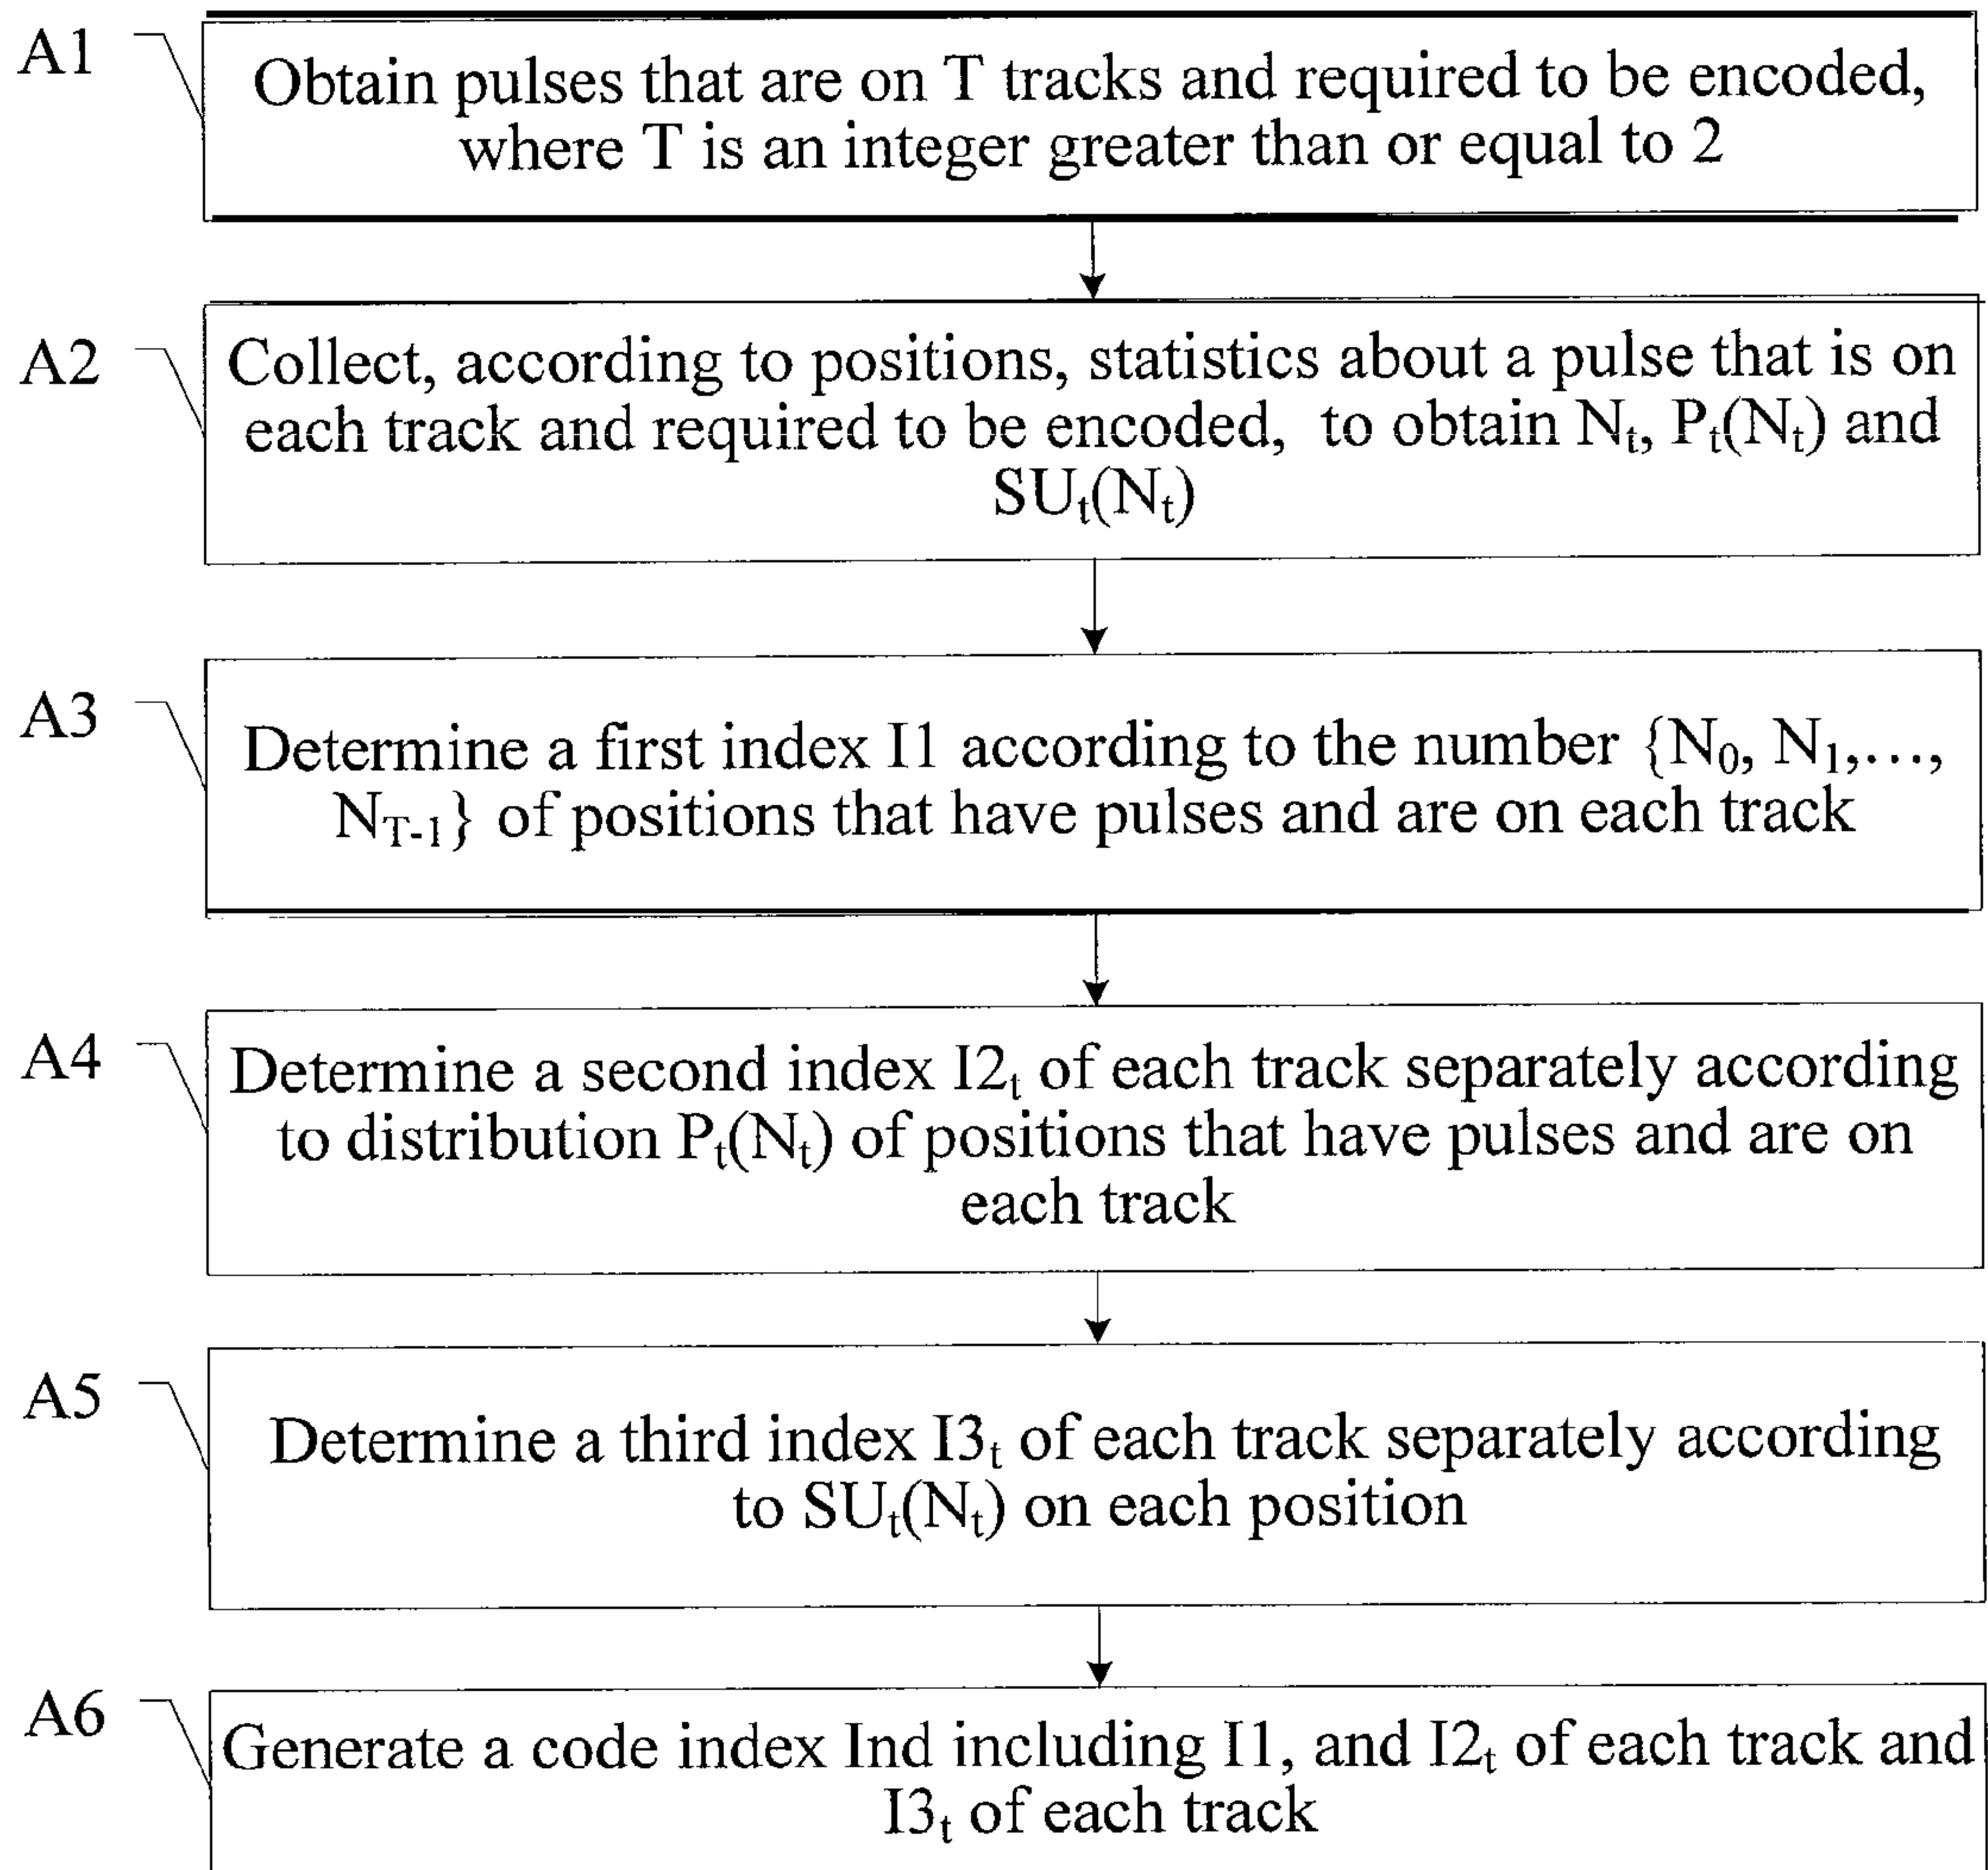 A1
Obtain pulses that are on T tracks and required to be encoded,
where T is an integer greater than or equal to 2
A2
Collect, according to positions, statistics about a pulse that is on
each track and required to be encoded, to obtain Nₜ, Pₜ(Nₜ) and
SUₜ(Nₜ)
A3
Determine a first index I1 according to the number {N₀, N₁,…,
N_T-1} of positions that have pulses and are on each track
A4
Determine a second index I2ₜ of each track separately according
to distribution Pₜ(Nₜ) of positions that have pulses and are on
each track
A5
Determine a third index I3ₜ of each track separately according
to SUₜ(Nₜ) on each position
A6
Generate a code index Ind including I1, and I2ₜ of each track and
I3ₜ of each track